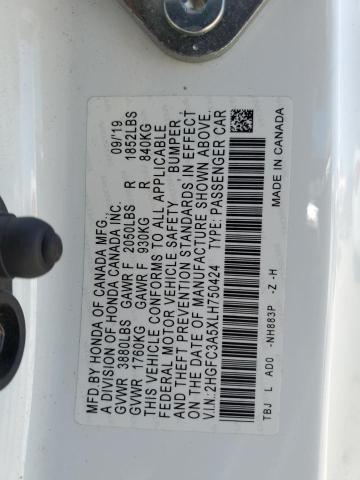 MFD.BY HONDA OF CANADA MFG. 09/'19
A DIVISION OF HONDA CANADA INC.
GVWR 3880LBS GAWR F 2050LBS R 1852LBS
GVWR 1760KG GAWR F 930KG R 840KG
THIS VEHICLE CONFORMS TO ALL APPLICABLE
FEDERAL MOTOR VEHICLE SAFETY , BUMPER ,
AND THEFT PREVENTION STANDARDS IN EFFECT
ON THE DATE OF MANUFACTURE SHOWN ABOVE.
V.I.N.:2HGFC3A5XLH750424 TYPE: PASSENGER CAR
TBJ L AD0 -NH883P -Z -H MADE IN CANADA